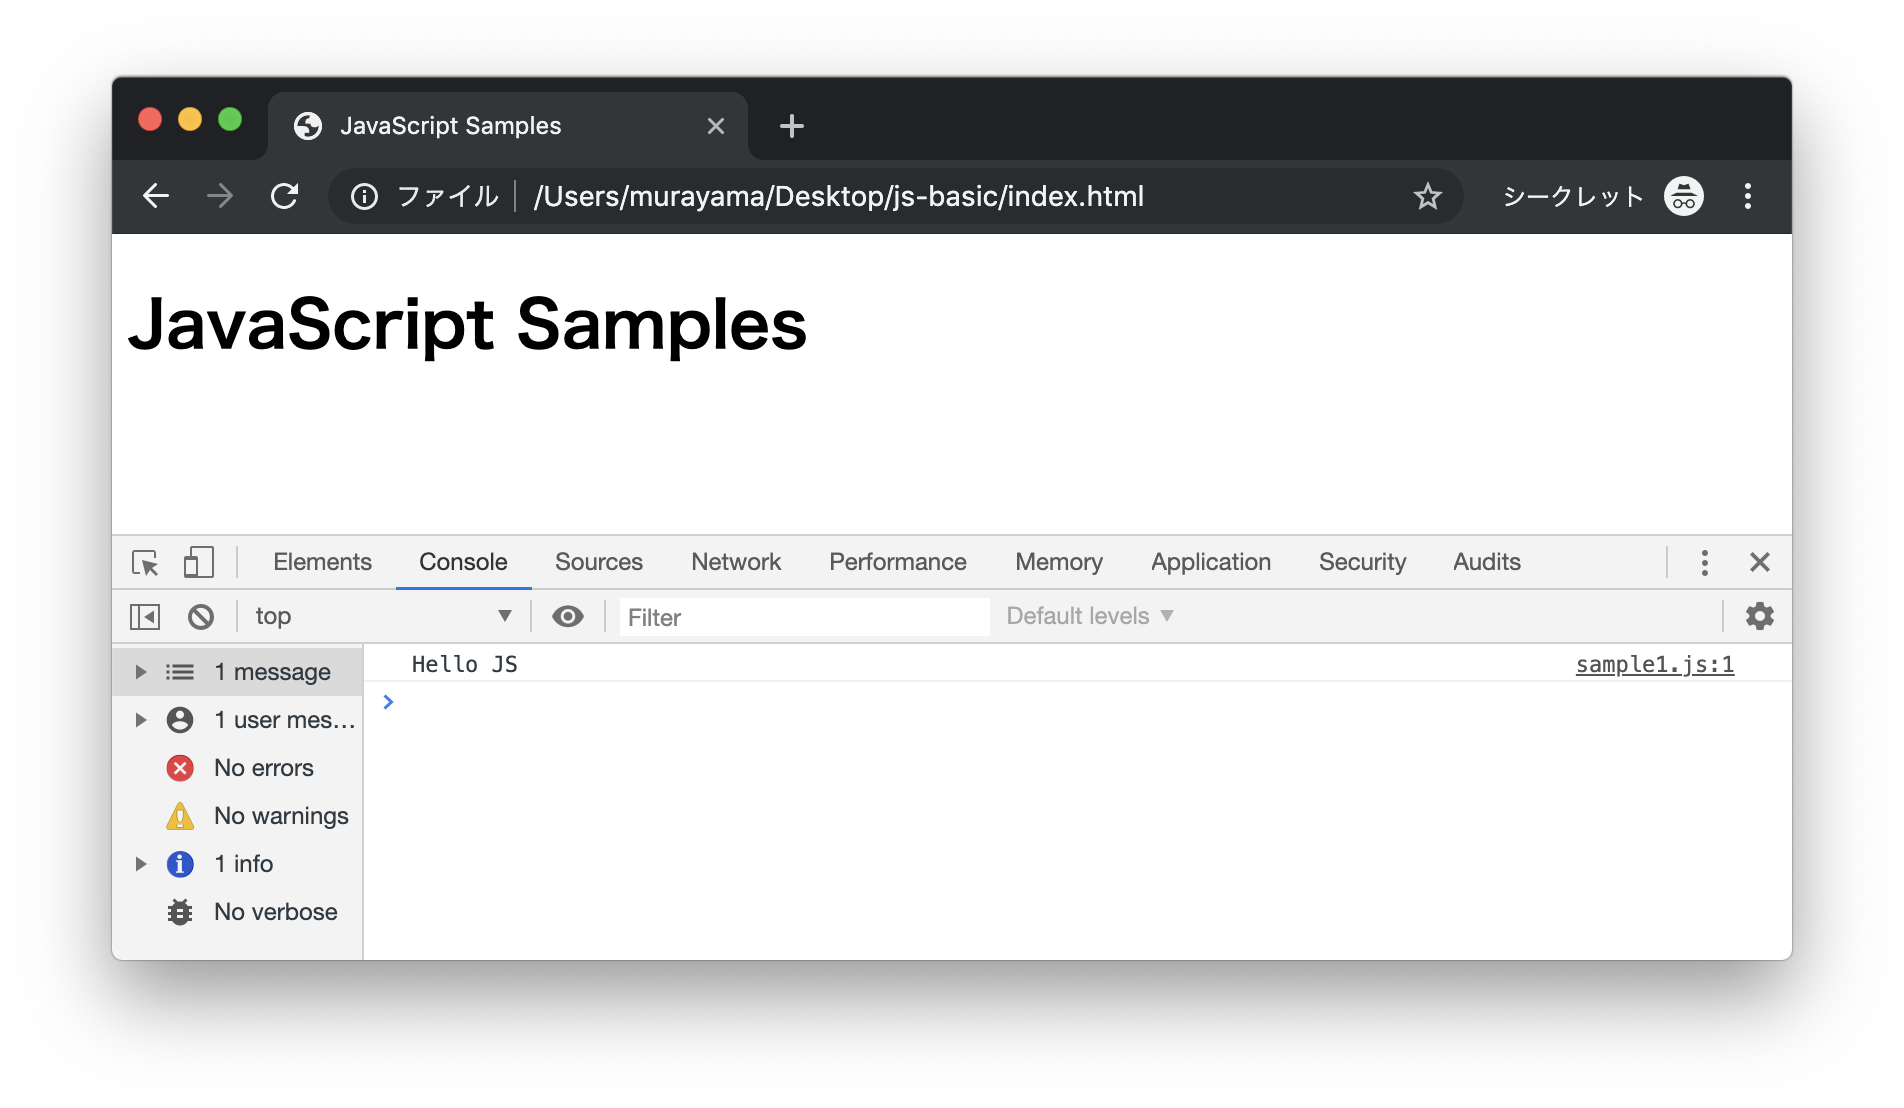 JavaScript Samples
ファイル /Users/murayama/Desktop/js-basic/index.html シークレット
JavaScript Samples
Elements Console Sources Network Performance Memory Application Security Audits
top Filter Default levels
1 message
Hello JS sample1.js:1
1 user mes…
No errors
No warnings
1 info
No verbose